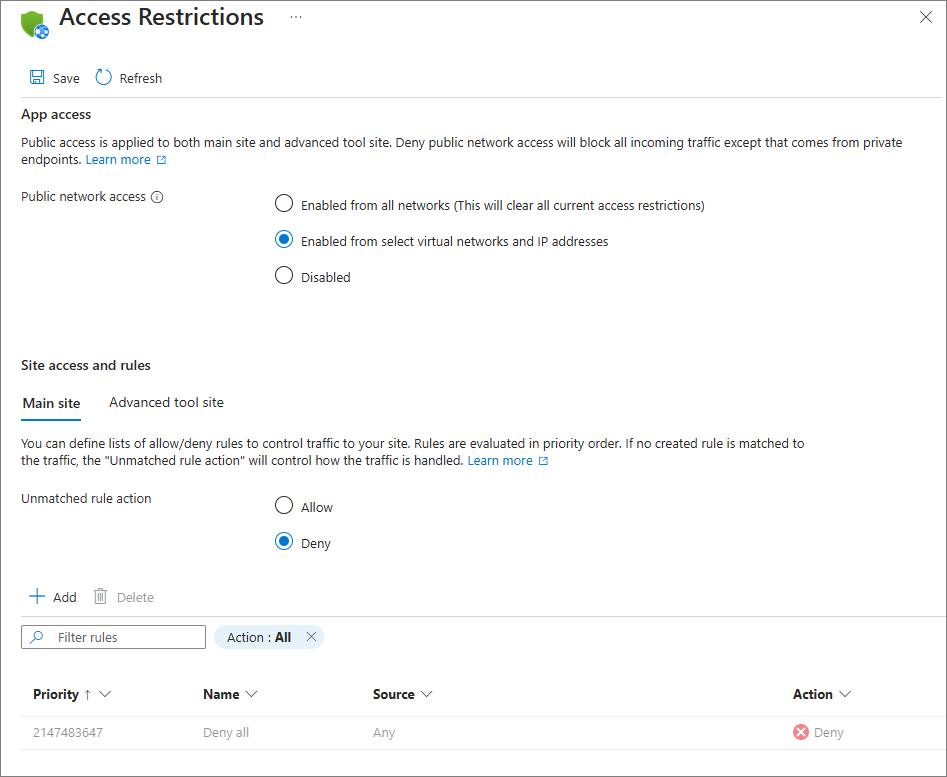 Access Restrictions ...
Save Refresh
App access
Public access is applied to both main site and advanced tool site. Deny public network access will block all incoming traffic except that comes from private
endpoints. Learn more
Public network access
Enabled from all networks (This will clear all current access restrictions)
Enabled from select virtual networks and IP addresses
Disabled
Site access and rules
Main site Advanced tool site
You can define lists of allow/deny rules to control traffic to your site. Rules are evaluated in priority order. If no created rule is matched to
the traffic, the "Unmatched rule action" will control how the traffic is handled. Learn more
Unmatched rule action
Allow
Deny
Add Delete
Filter rules Action : All
Priority ↑ Name Source Action
2147483647 Deny all Any Deny